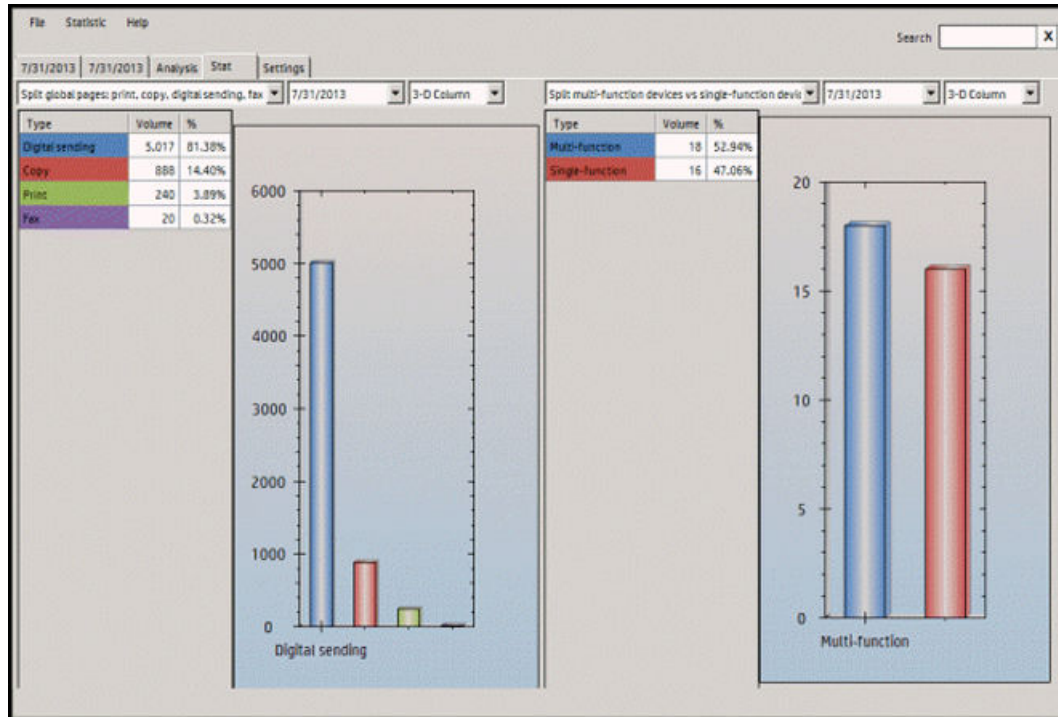 File Statistic Help
Search X
7/31/2013 7/31/2013 Analysis Stat Settings
Split global pages: print, copy, digital sending, fax 7/31/2013 3-D Column
Split multi-function devices vs single-function devic 7/31/2013 3-D Column
Type Volume %
Digital sending 5,017 81.38%
Copy 888 14.40%
Print 240 3.89%
Fax 20 0.32%
6000
5000
4000
3000
2000
1000
0
Digital sending
Type Volume %
Multi-function 18 52.94%
Single-function 16 47.06%
20
15
10
5
0
Multi-function